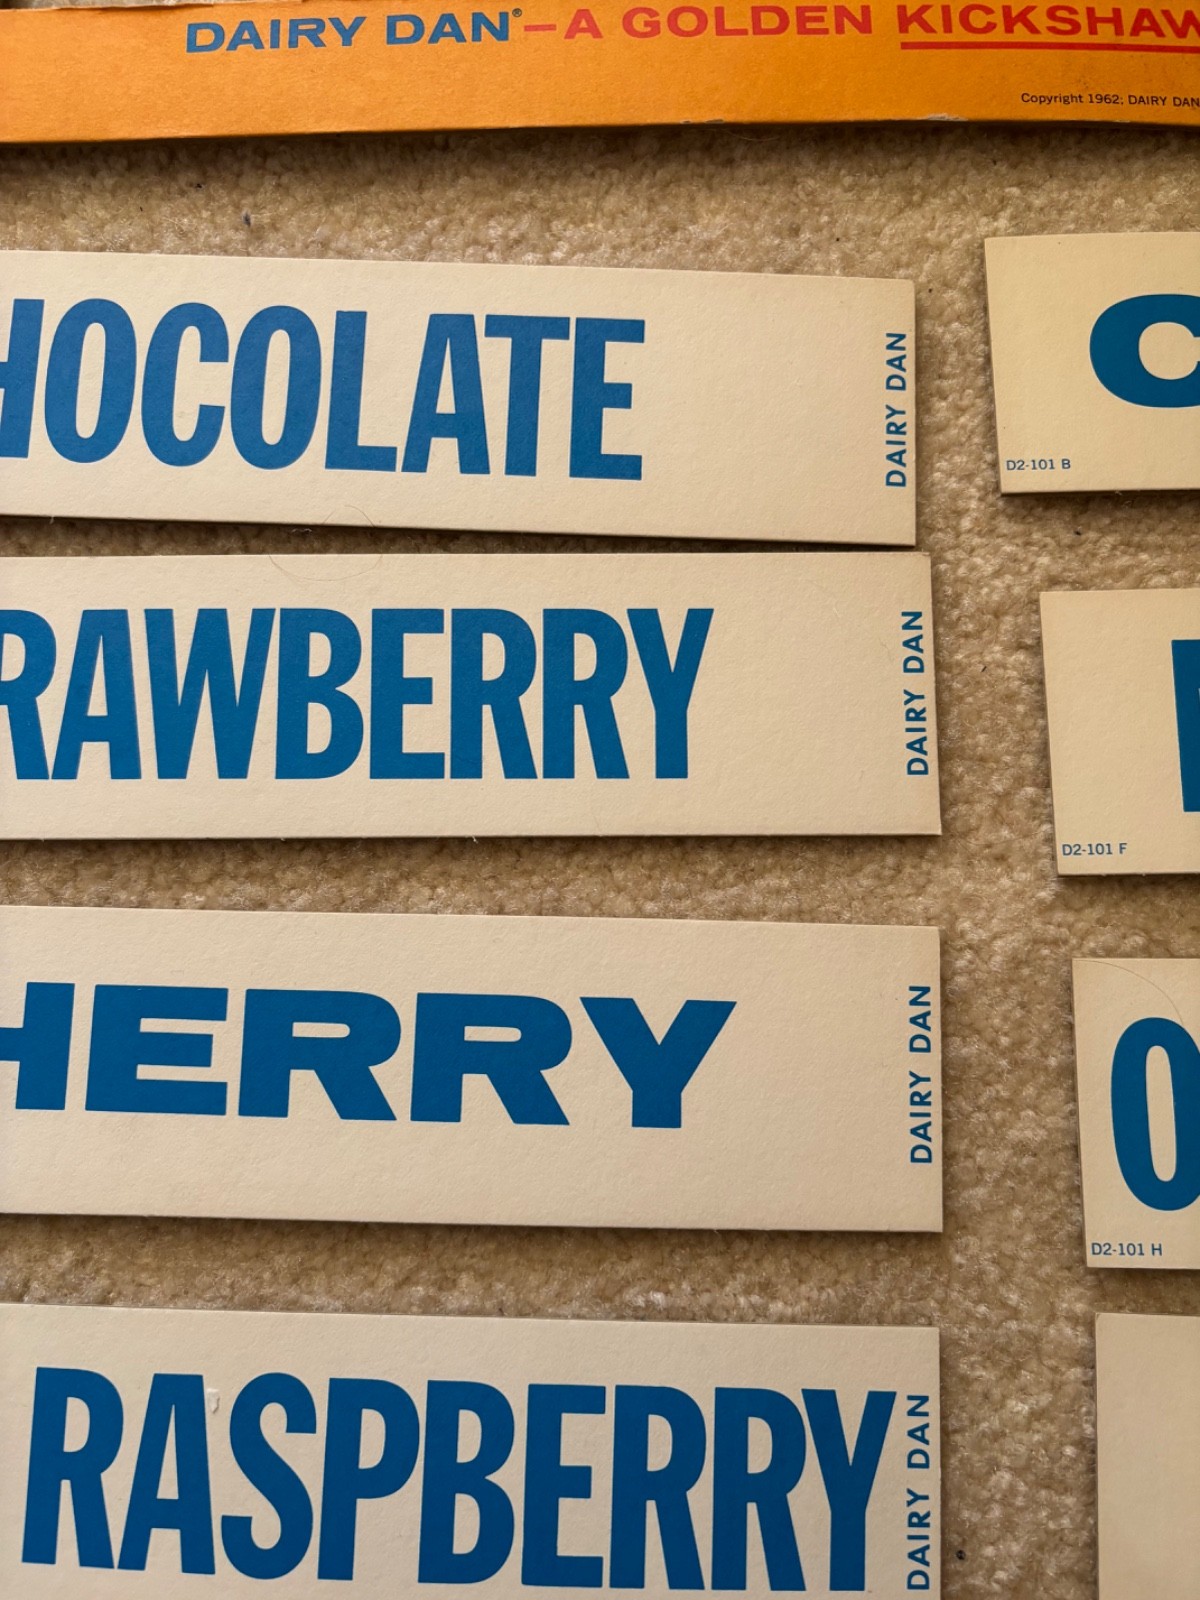 DAIRY DAN®—A GOLDEN KICKSHAW
Copyright 1962; DAIRY DAN
HOCOLATE
DAIRY DAN
C
D2-101 B
RAWBERRY
DAIRY DAN
D2-101 F
HERRY
DAIRY DAN
O
D2-101 H
RASPBERRY
DAIRY DAN